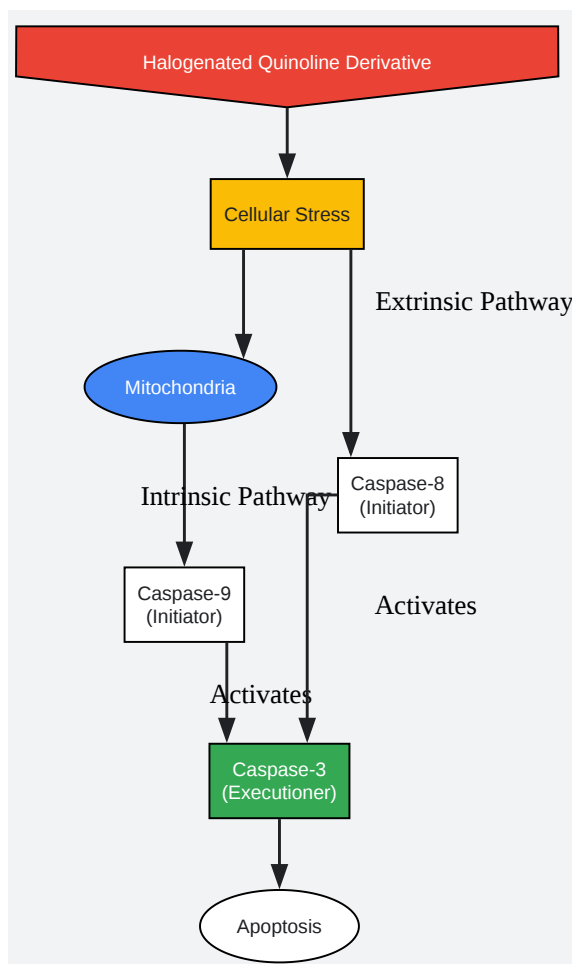 Halogenated Quinoline Derivative
Cellular Stress
Extrinsic Pathway
Mitochondria
Caspase-8
(Initiator)
Intrinsic Pathway
Caspase-9
(Initiator)
Activates
Activates
Caspase-3
(Executioner)
Apoptosis